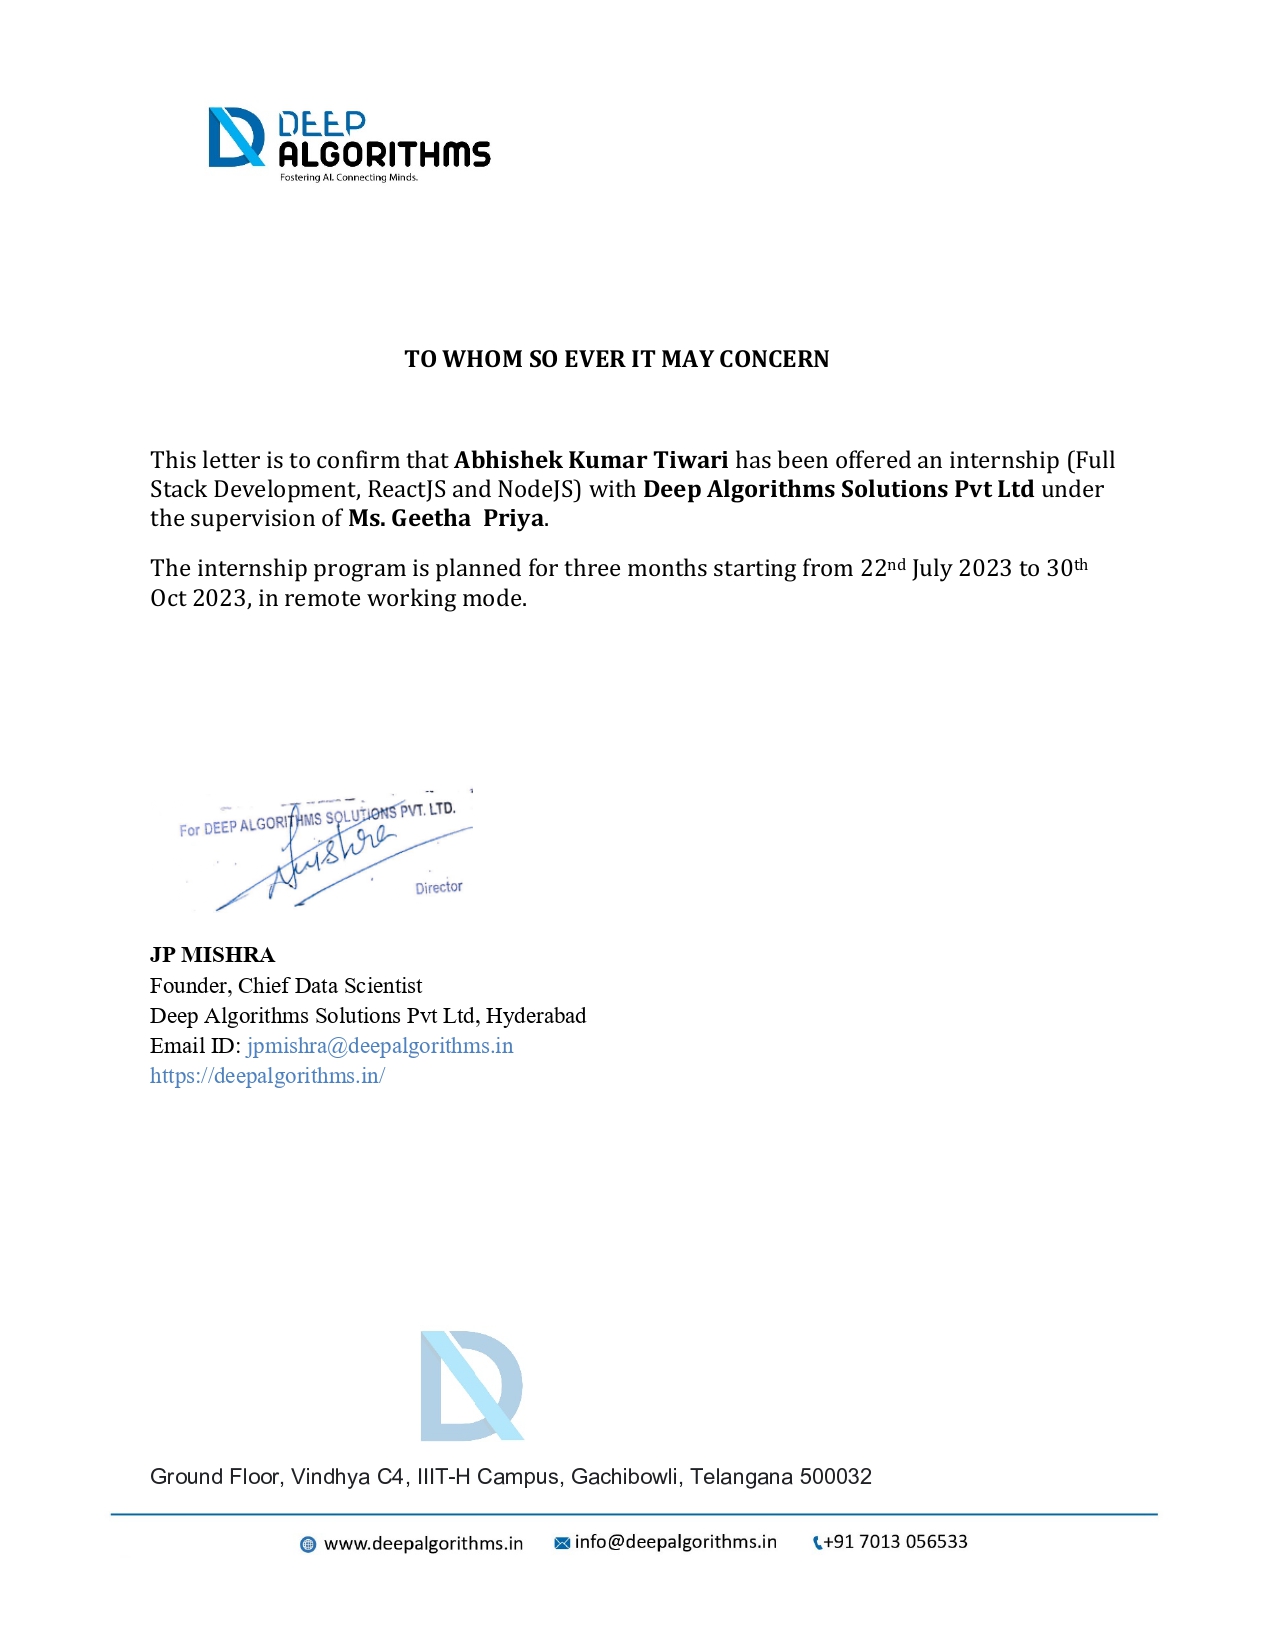 DEEP
ALGORITHMS
Fostering AI. Connecting Minds.
TO WHOM SO EVER IT MAY CONCERN
This letter is to confirm that Abhishek Kumar Tiwari has been offered an internship (Full
Stack Development, ReactJS and NodeJS) with Deep Algorithms Solutions Pvt Ltd under
the supervision of Ms. Geetha  Priya.
The internship program is planned for three months starting from 22nd July 2023 to 30th
Oct 2023, in remote working mode.
For DEEP ALGORITHMS SOLUTIONS PVT. LTD.
Director
JP MISHRA
Founder, Chief Data Scientist
Deep Algorithms Solutions Pvt Ltd, Hyderabad
Email ID: jpmishra@deepalgorithms.in
https://deepalgorithms.in/
Ground Floor, Vindhya C4, IIIT-H Campus, Gachibowli, Telangana 500032
www.deepalgorithms.in info@deepalgorithms.in +91 7013 056533